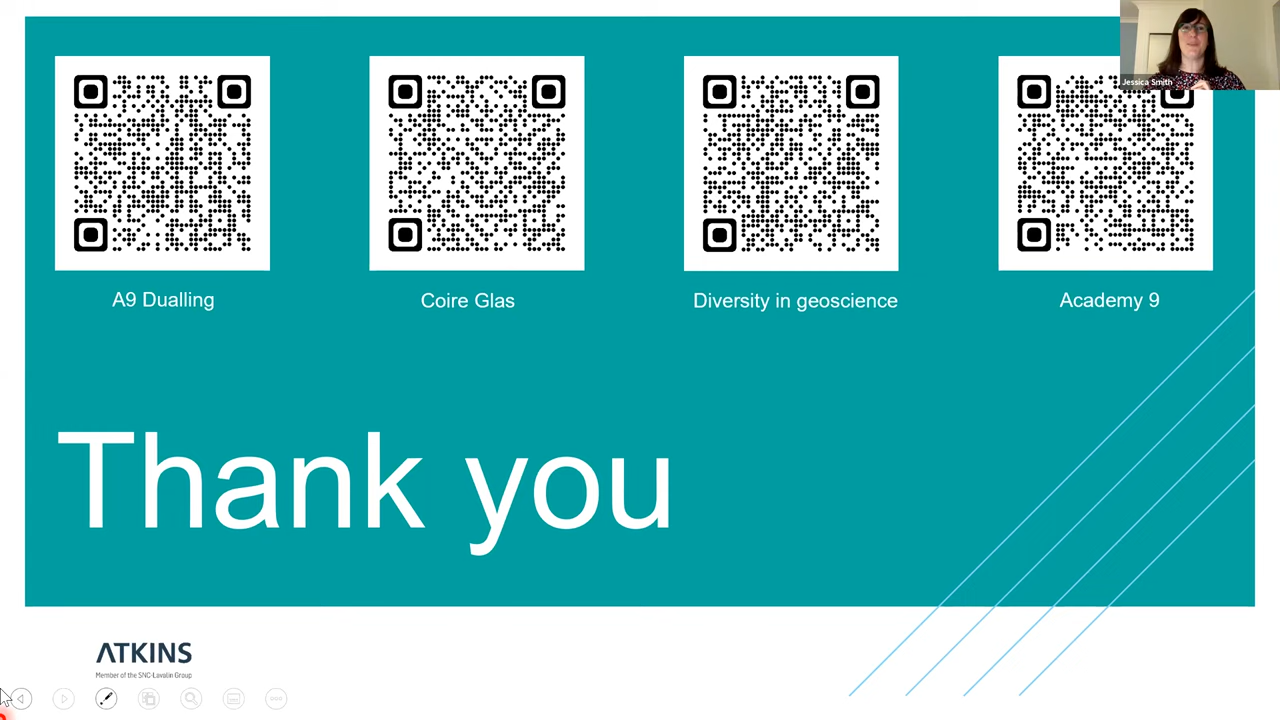 Jessica Smith
A9 Dualling
Coire Glas
Diversity in geoscience
Academy 9
Thank you
ATKINS
Member of the SNC-Lavalin Group